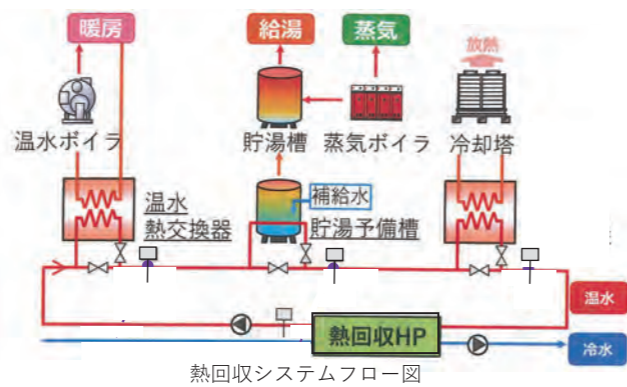 暖房
給湯
蒸気
放熱
温水ボイラ
貯湯槽
蒸気ボイラ
冷却塔
温水
熱交換器
補給水
貯湯予備槽
温水
熱回収HP
冷水
熱回収システムフロー図